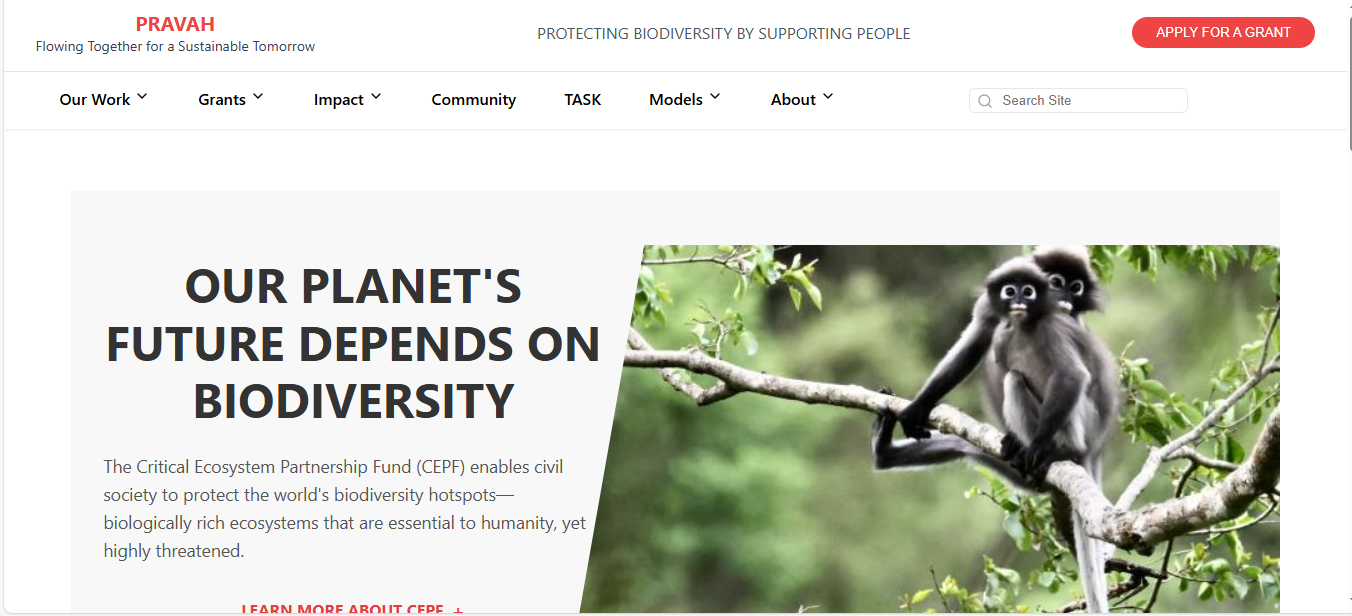 PRAVAH
Flowing Together for a Sustainable Tomorrow
PROTECTING BIODIVERSITY BY SUPPORTING PEOPLE
APPLY FOR A GRANT
Our Work
Grants
Impact
Community
TASK
Models
About
Search Site
OUR PLANET'S
FUTURE DEPENDS ON
BIODIVERSITY
The Critical Ecosystem Partnership Fund (CEPF) enables civil
society to protect the world's biodiversity hotspots—
biologically rich ecosystems that are essential to humanity, yet
highly threatened.
LEARN MORE ABOUT CEPF +